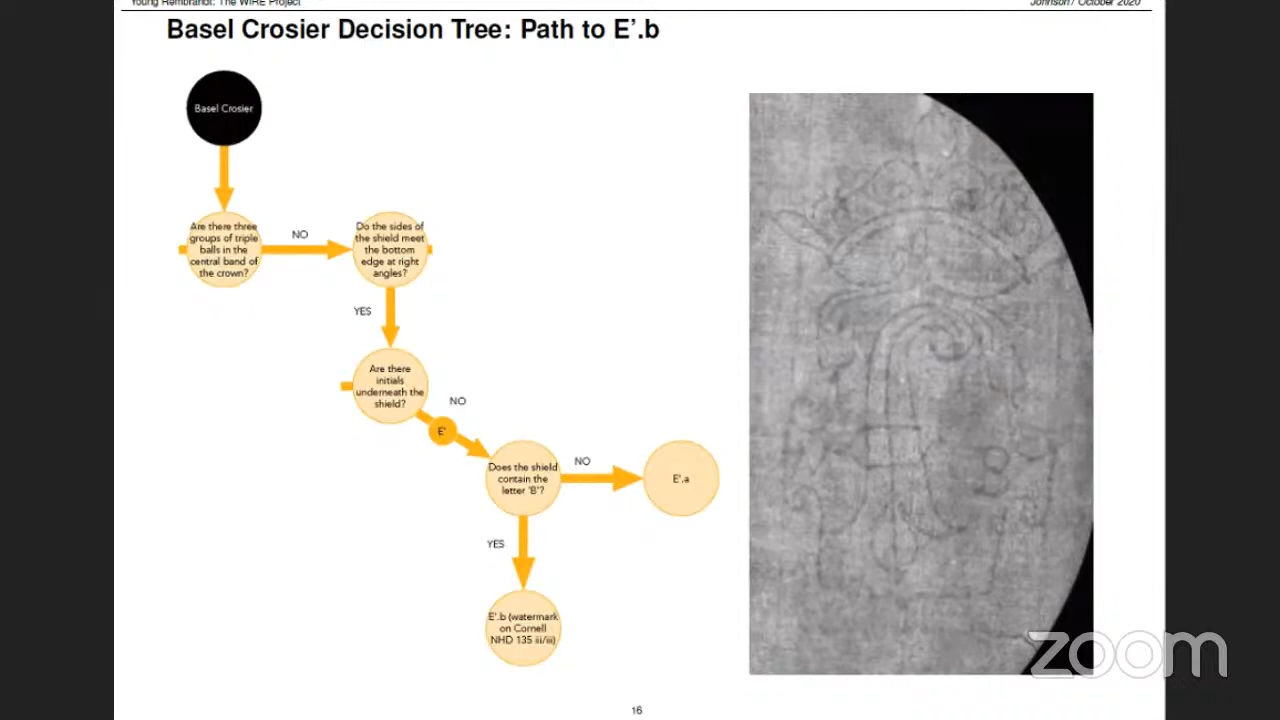 Young Rembrandt: The WIRE Project
Johnson / October 2020
Basel Crosier Decision Tree: Path to E’.b
Basel Crosier
Are there three
groups of triple
balls in the
central band of
the crown?
NO
Do the sides of
the shield meet
the bottom
edge at right
angles?
YES
Are there
initials
underneath the
shield?
NO
E'
Does the shield
contain the
letter 'B'?
NO
E'.a
YES
E'.b (watermark
on Cornell
NHD 135 iii/iii)
zoom
16